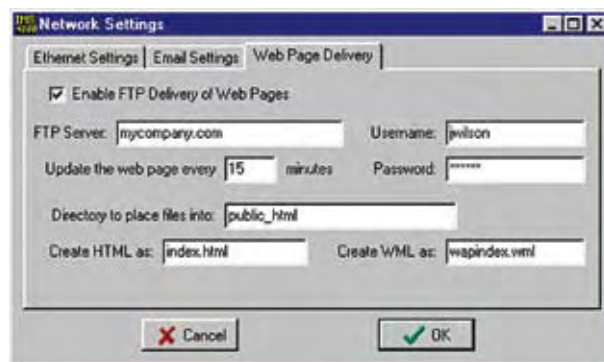 Network Settings
Ethernet Settings Email Settings Web Page Delivery
Enable FTP Delivery of Web Pages
FTP Server: mycompany.com Username: jwilson
Update the web page every 15 minutes Password: ******
Directory to place files into: public_html
Create HTML as: index.html Create WML as: wapindex.wml
Cancel OK